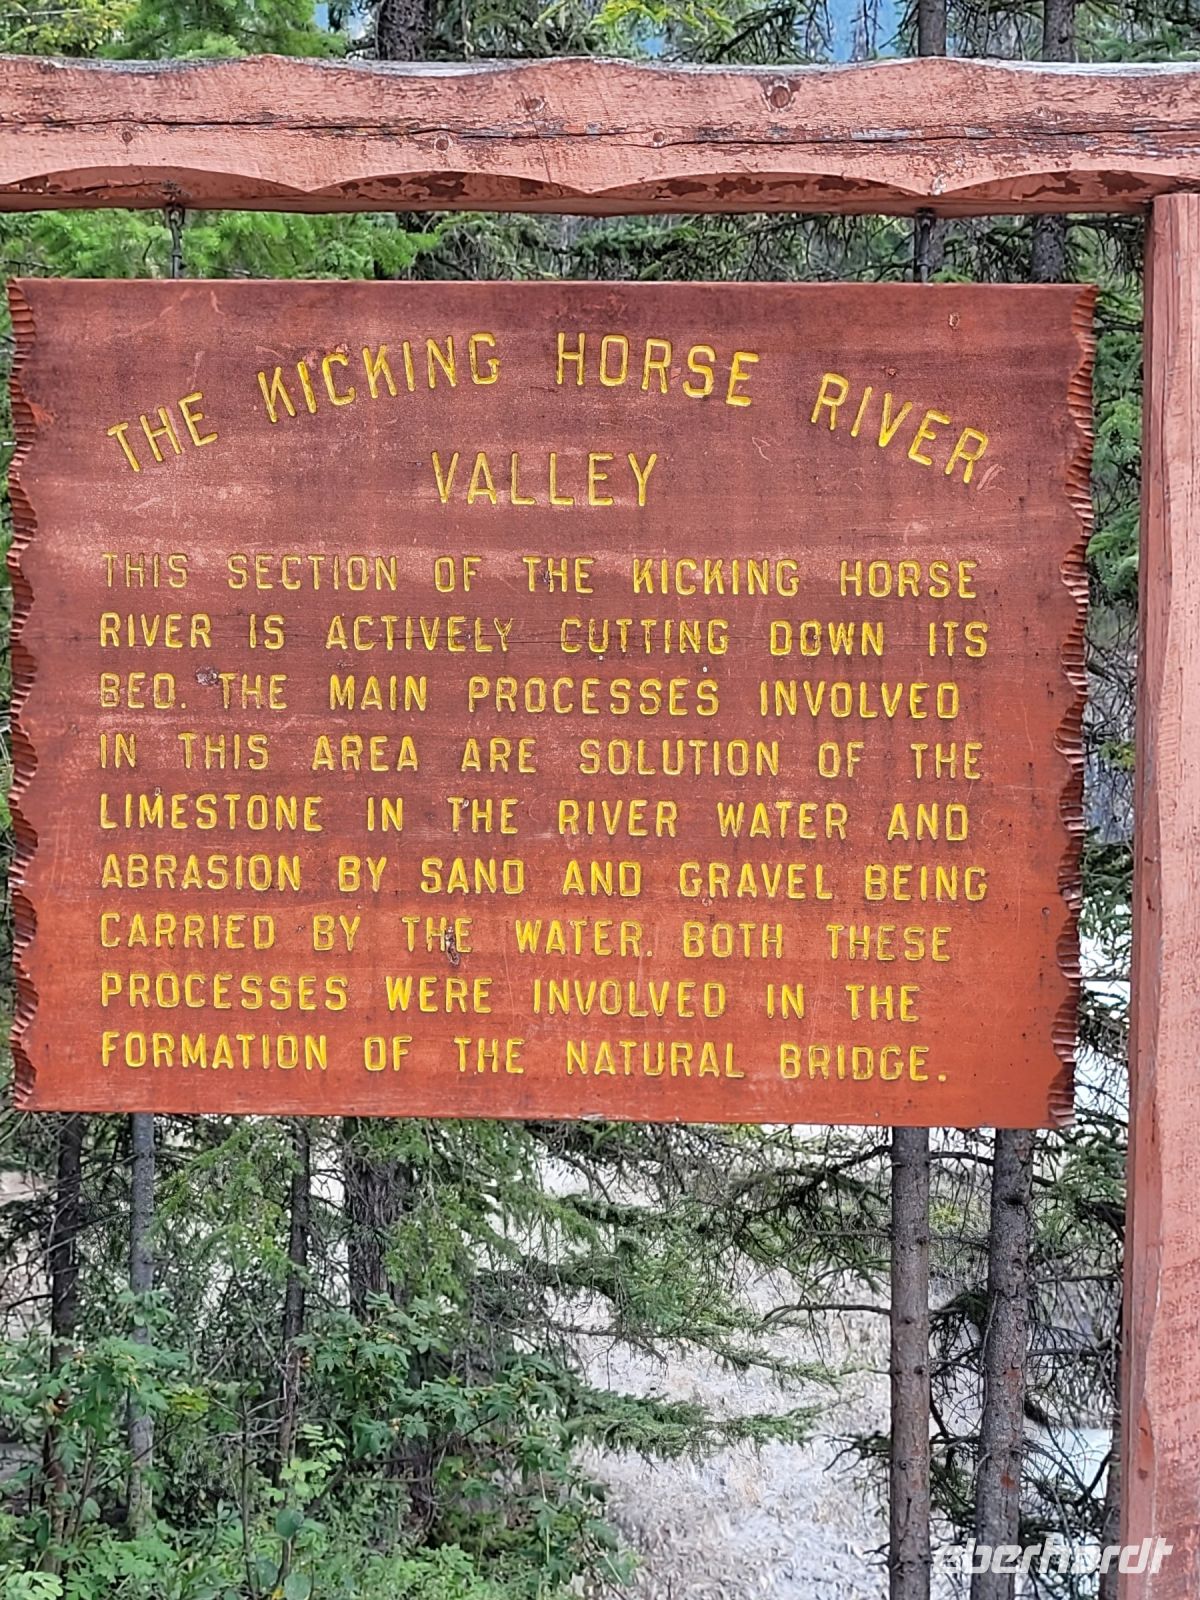 THE KICKING HORSE RIVER
VALLEY
THIS SECTION OF THE KICKING HORSE
RIVER IS ACTIVELY CUTTING DOWN ITS
BED. THE MAIN PROCESSES INVOLVED
IN THIS AREA ARE SOLUTION OF THE
LIMESTONE IN THE RIVER WATER AND
ABRASION BY SAND AND GRAVEL BEING
CARRIED BY THE WATER. BOTH THESE
PROCESSES WERE INVOLVED IN THE
FORMATION OF THE NATURAL BRIDGE.
eberhardt